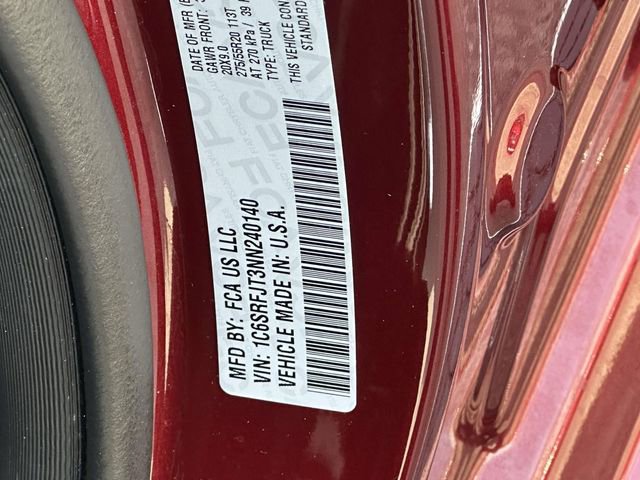 DATE OF MFR
GAWR FRONT:
20X9.0
275/55R20 113T
AT 270 kPa / 39
TYPE: TRUCK
THIS VEHICLE CON
STANDARD
MFD BY: FCA US LLC
VIN: 1C6SRFJT3NN240140
VEHICLE MADE IN: U.S.A.